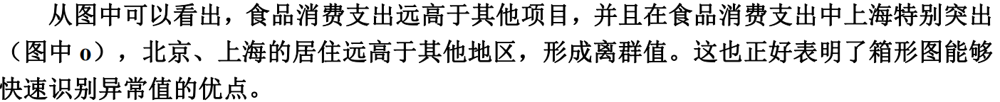 从图中可以看出，食品消费支出远高于其他项目，并且在食品消费支出中上海特别突出
（图中 o），北京、上海的居住远高于其他地区，形成离群值。这也正好表明了箱形图能够
快速识别异常值的优点。